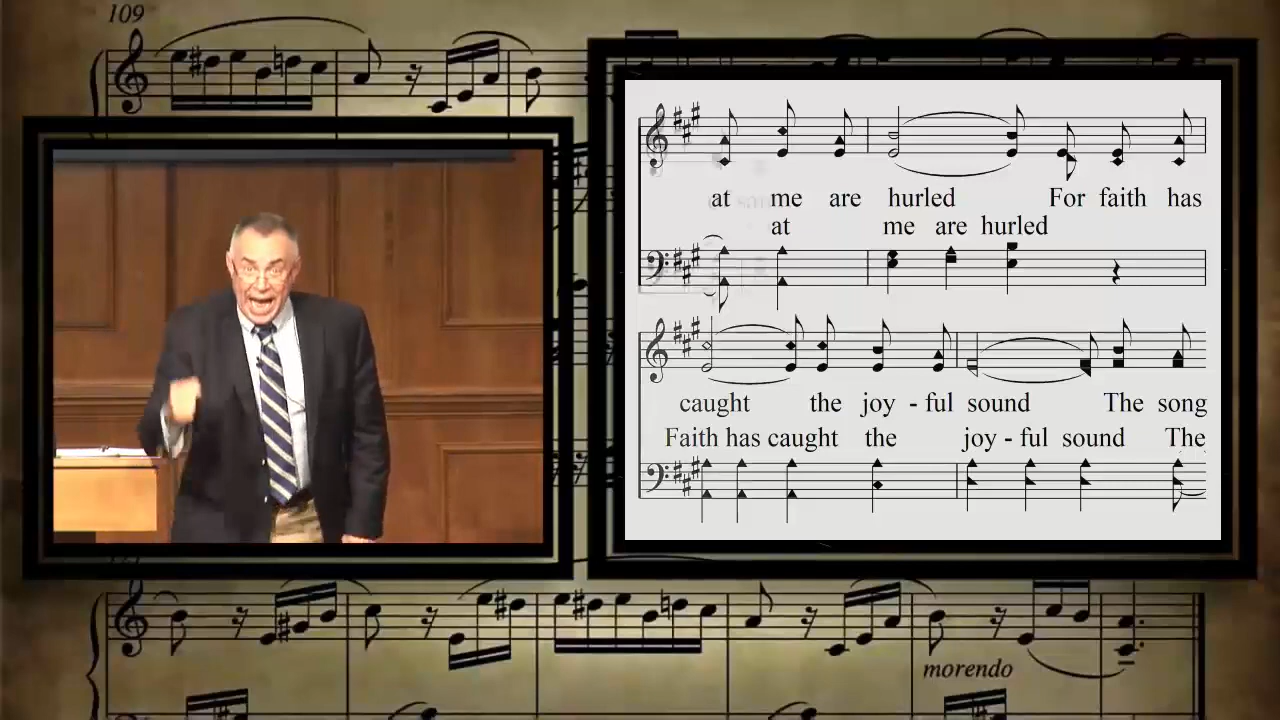 109
at me are hurled For faith has
at me are hurled
caught the joy - ful sound The song
Faith has caught the joy - ful sound The
morendo